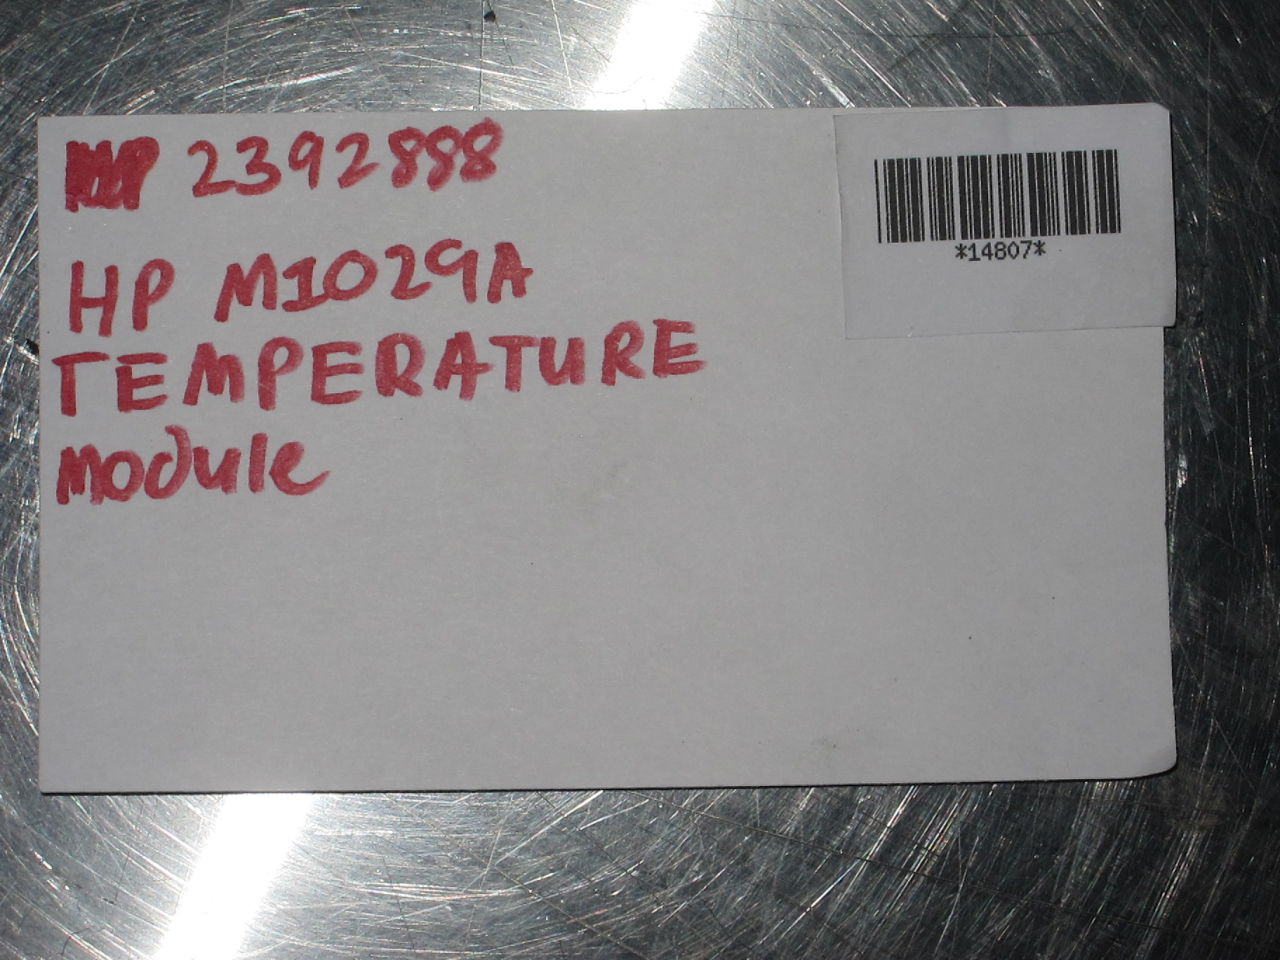 2392888
HP M1029A
TEMPERATURE
module
*14807*